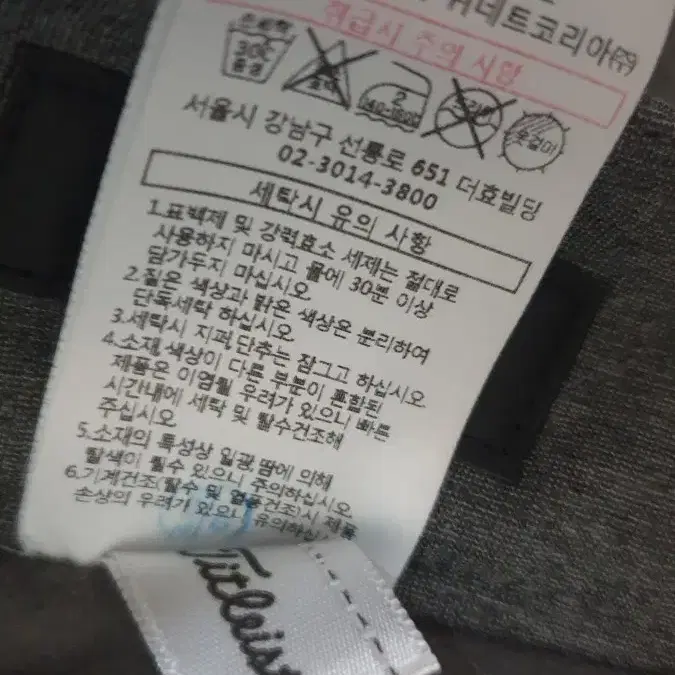 쉬네트코리아(주)
취급시 주의 사항
30℃
중성
2
드라이
옷걸이
서울시 강남구 선릉로 651 더효빌딩
02-3014-3800
세탁시 유의 사항
1.표백제 및 강력효소 세제는 절대로
사용하지 마시고 물에 30분 이상
담가두지 마십시오
2.짙은 색상과 밝은 색상은 분리하여
단독세탁 하십시오
3.세탁시 지퍼,단추는 잠그고 하십시오
4.소재,색상이 다른 부분이 혼합된
제품은 이염될 우려가 있으니 빠른
시간내에 세탁 및 탈수건조해
주십시오
5.소재의 특성상 일광,땀에 의해
탈색이 될수 있으니 주의하십시오
6.기계건조(탈수 및 열풍건조)시 제품
손상의 우려가 있으니 유의하십
Titleist